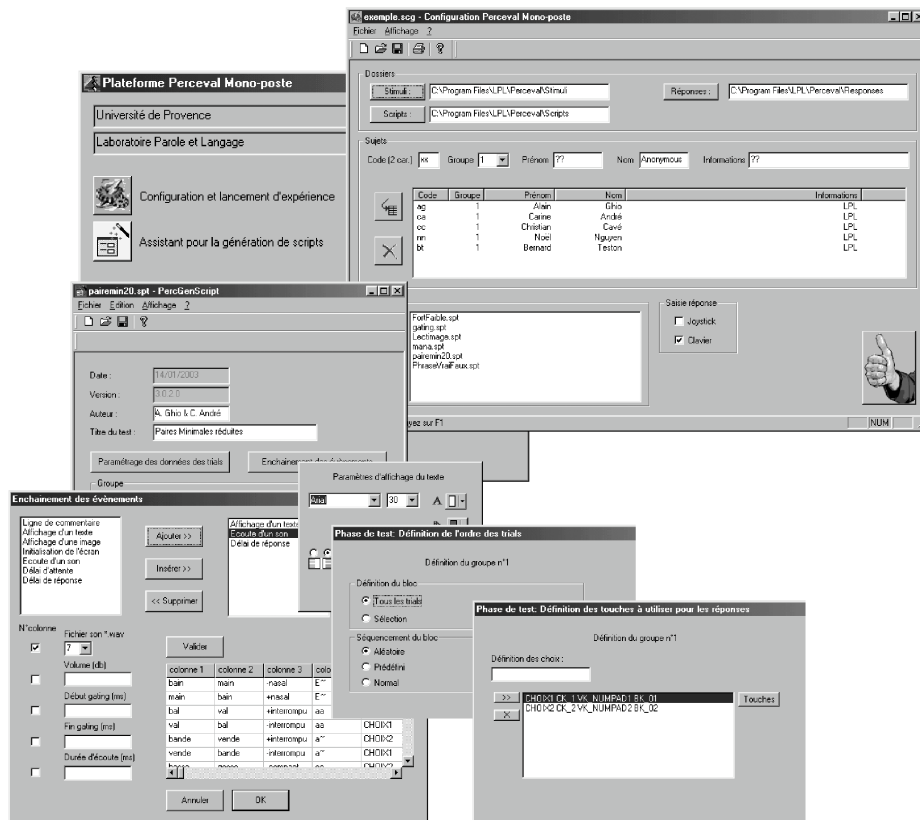 exemple.scg - Configuration Perceval Mono-poste
Fichier Affichage ?
Dossiers
Stimuli : C:\Program Files\LPL\Perceval\Stimuli Réponses : C:\Program Files\LPL\Perceval\Responses
Scripts : C:\Program Files\LPL\Perceval\Scripts
Sujets
Code (2 car.) xx Groupe 1 Prénom ?? Nom Anonymous Informations ??
Code Groupe Prénom Nom Informations
ag 1 Alain Ghio LPL
ca 1 Carine André LPL
cc 1 Christian Cavé LPL
nn 1 Noël Nguyen LPL
bt 1 Bernard Teston LPL
FortFaible.spt
gating.spt
Lectimage.spt
mana.spt
pairemin20.spt
PhraseVraiFaux.spt
Saisie réponse
Joystick
Clavier
yez sur F1
NUM
Plateforme Perceval Mono-poste
Université de Provence
Laboratoire Parole et Langage
Configuration et lancement d'expérience
Assistant pour la génération de scripts
pairemin20.spt - PercGenScript
Fichier Edition Affichage ?
Date : 14/01/2003
Version : 3.0.2.0
Auteur : A. Ghio & C. André
Titre du test : Paires Minimales réduites
Paramétrage des données des trials Enchainement des évènements
Groupe
Paramètres d'affichage du texte
Arial 30 A
Enchainement des évènements
Ligne de commentaire
Affichage d'un texte
Affichage d'une image
Initialisation de l'écran
Ecoute d'un son
Délai d'attente
Délai de réponse
Ajouter >>
Insérer >>
<< Supprimer
Affichage d'un texte
Ecoute d'un son
Délai de réponse
N°colonne
Fichier son *.wav
7
Volume (db)
Début gating (ms)
Fin gating (ms)
Durée d'écoute (ms)
Valider
colonne 1 colonne 2 colonne 3 colo
bain main -nasal E~
main bain +nasal E~
bal val +interrompu aa
val bal -interrompu aa CHOIX1
bande vende +interrompu a~ CHOIX2
vende bande -interrompu a~ CHOIX1
Annuler OK
Phase de test: Définition de l'ordre des trials
Définition du groupe n°1
Définition du bloc
Tous les trials
Sélection
Séquencement du bloc
Aléatoire
Prédéfini
Normal
Phase de test: Définition des touches à utiliser pour les réponses
Définition du groupe n°1
Définition des choix :
>>
X
CHOIX1 CK_1 VK_NUMPAD1 BK_01
CHOIX2 CK_2 VK_NUMPAD2 BK_02
Touches